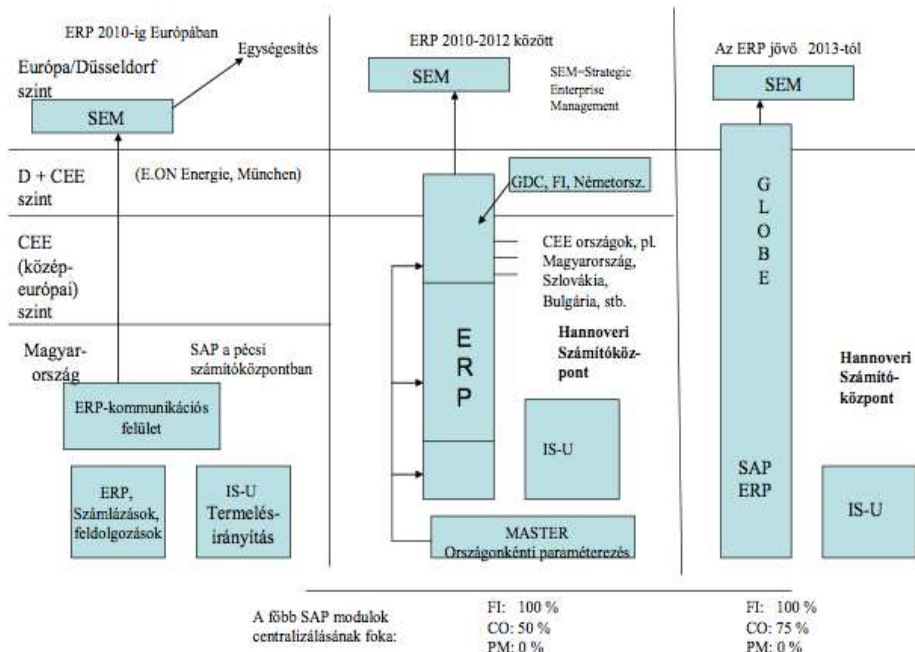 ERP 2010-ig Európában
Egységesítés
Európa/Düsseldorf
szint
SEM
D + CEE
szint
(E.ON Energie, München)
CEE
(közép-
európai)
szint
Magyar-
ország
SAP a pécsi
számítóközpontban
ERP-kommunikációs
felület
ERP,
Számlázások,
feldolgozások
IS-U
Termelés-
irányítás
ERP 2010-2012 között
SEM
SEM=Strategic
Enterprise
Management
GDC, FI, Németorsz.
CEE országok, pl.
Magyarország,
Szlovákia,
Bulgária, stb.
E
R
P
Hannoveri
Számítóköz-
pont
IS-U
MASTER
Országonkénti paraméterezés
Az ERP jövő 2013-tól
SEM
G
L
O
B
E
Hannoveri
Számító-
központ
SAP
ERP
IS-U
A főbb SAP modulok
centralizálásának foka:
FI: 100 %
CO: 50 %
PM: 0 %
FI: 100 %
CO: 75 %
PM: 0 %